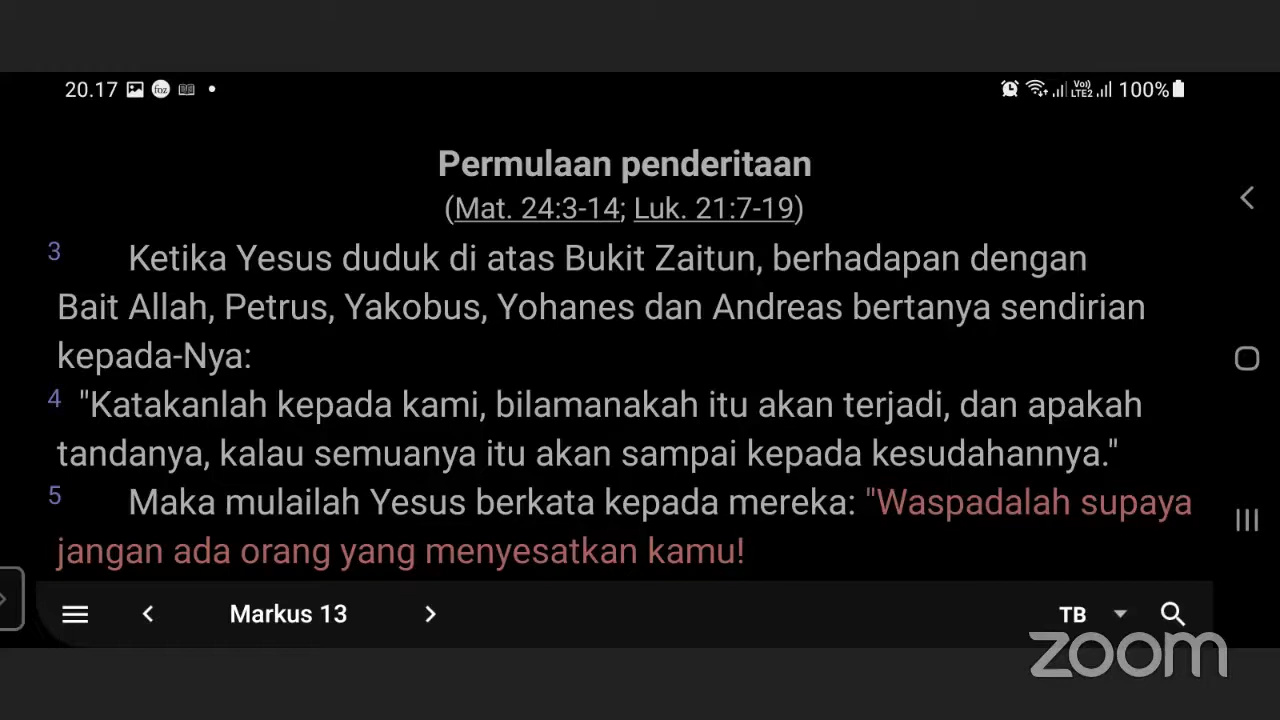 20.17 foz Vo) LTE2 100%
Permulaan penderitaan
(Mat. 24:3-14; Luk. 21:7-19)
3 Ketika Yesus duduk di atas Bukit Zaitun, berhadapan dengan
Bait Allah, Petrus, Yakobus, Yohanes dan Andreas bertanya sendirian
kepada-Nya:
4 "Katakanlah kepada kami, bilamanakah itu akan terjadi, dan apakah
tandanya, kalau semuanya itu akan sampai kepada kesudahannya."
5 Maka mulailah Yesus berkata kepada mereka: "Waspadalah supaya
jangan ada orang yang menyesatkan kamu!
Markus 13 TB
zoom